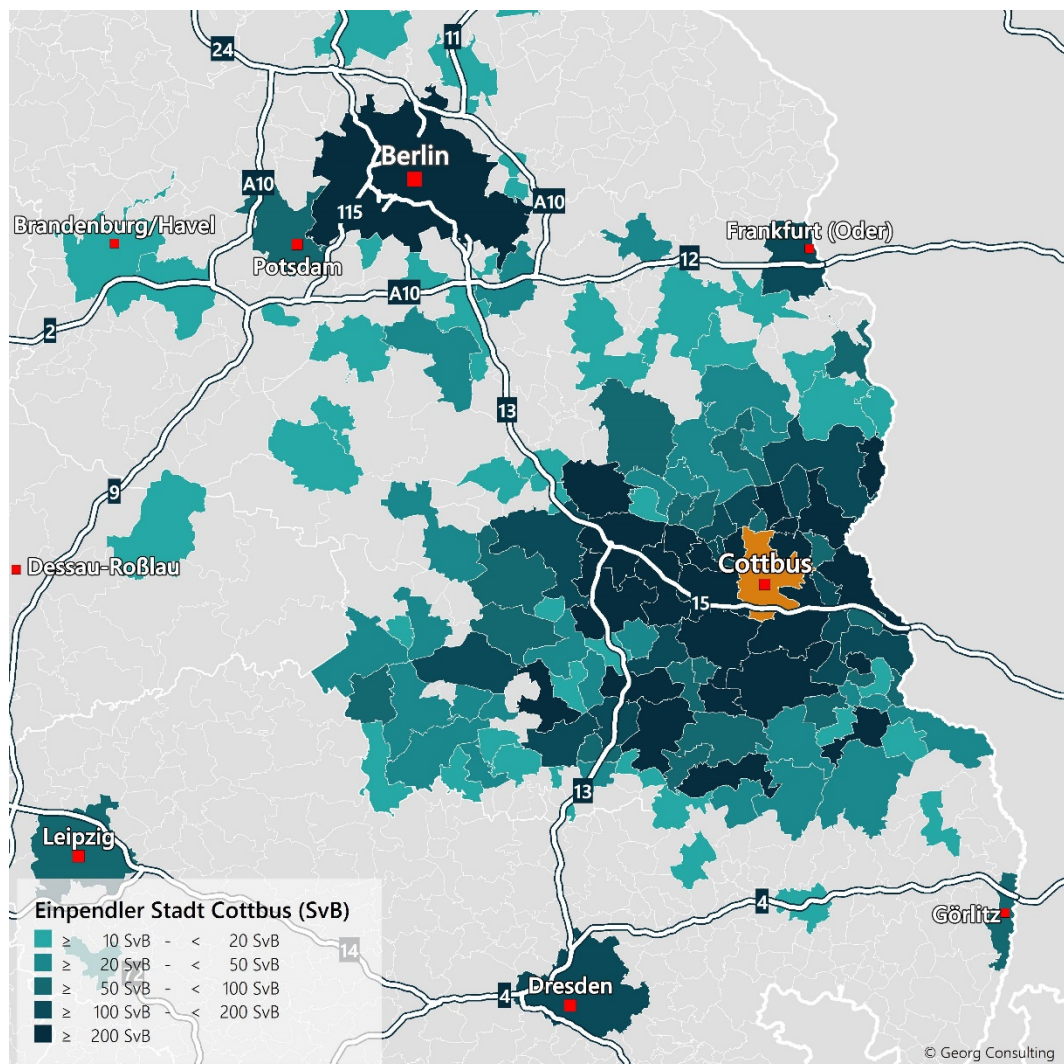 24
11
Berlin
A10
115
A10
Brandenburg/Havel
Potsdam
Frankfurt (Oder)
12
A10
2
13
9
Dessau-Roßlau
Cottbus
15
13
Leipzig
4
Görlitz
14
72
4
Dresden
Einpendler Stadt Cottbus (SvB)
≥ 10 SvB - < 20 SvB
≥ 20 SvB - < 50 SvB
≥ 50 SvB - < 100 SvB
≥ 100 SvB - < 200 SvB
≥ 200 SvB
© Georg Consulting